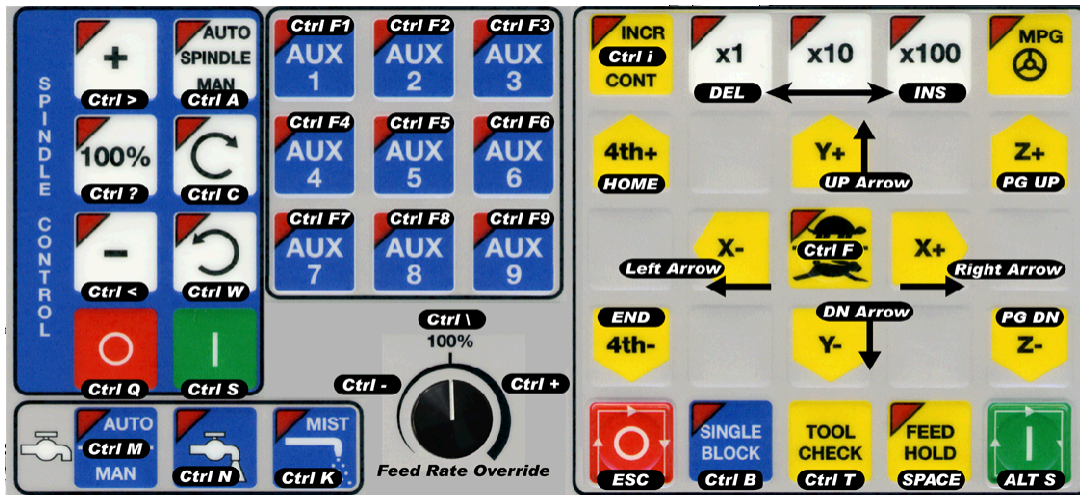 SPINDLE CONTROL
+
Ctrl >
AUTO
SPINDLE
MAN
Ctrl A
100%
Ctrl ?
Ctrl C
-
Ctrl <
Ctrl W
Ctrl Q
Ctrl S
AUTO
Ctrl M
MAN
Ctrl N
MIST
Ctrl K
Ctrl F1
AUX
1
Ctrl F2
AUX
2
Ctrl F3
AUX
3
Ctrl F4
AUX
4
Ctrl F5
AUX
5
Ctrl F6
AUX
6
Ctrl F7
AUX
7
Ctrl F8
AUX
8
Ctrl F9
AUX
9
Ctrl \
100%
Ctrl -
Ctrl +
Feed Rate Override
INCR
Ctrl i
CONT
x1
DEL
x10
x100
INS
MPG
4th+
HOME
Y+
UP Arrow
Z+
PG UP
X-
Left Arrow
Ctrl F
X+
Right Arrow
END
4th-
DN Arrow
Y-
PG DN
Z-
ESC
SINGLE
BLOCK
Ctrl B
TOOL
CHECK
Ctrl T
FEED
HOLD
SPACE
ALT S